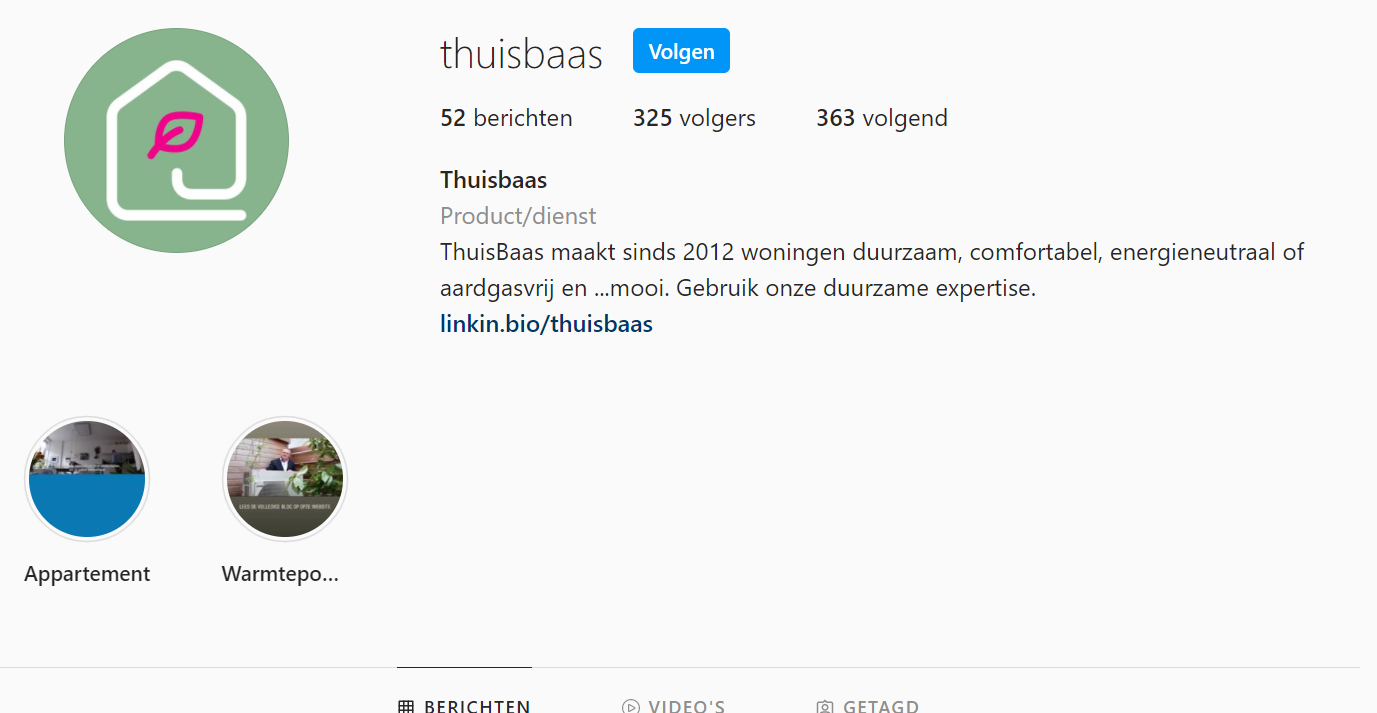 thuisbaas Volgen
52 berichten 325 volgers 363 volgend
Thuisbaas
Product/dienst
ThuisBaas maakt sinds 2012 woningen duurzaam, comfortabel, energieneutraal of
aardgasvrij en ...mooi. Gebruik onze duurzame expertise.
linkin.bio/thuisbaas
LEES DE VOLLEDIGE BLOG OP ONZE WEBSITE
Appartement Warmtepo...
BERICHTEN VIDEO'S GETAGD